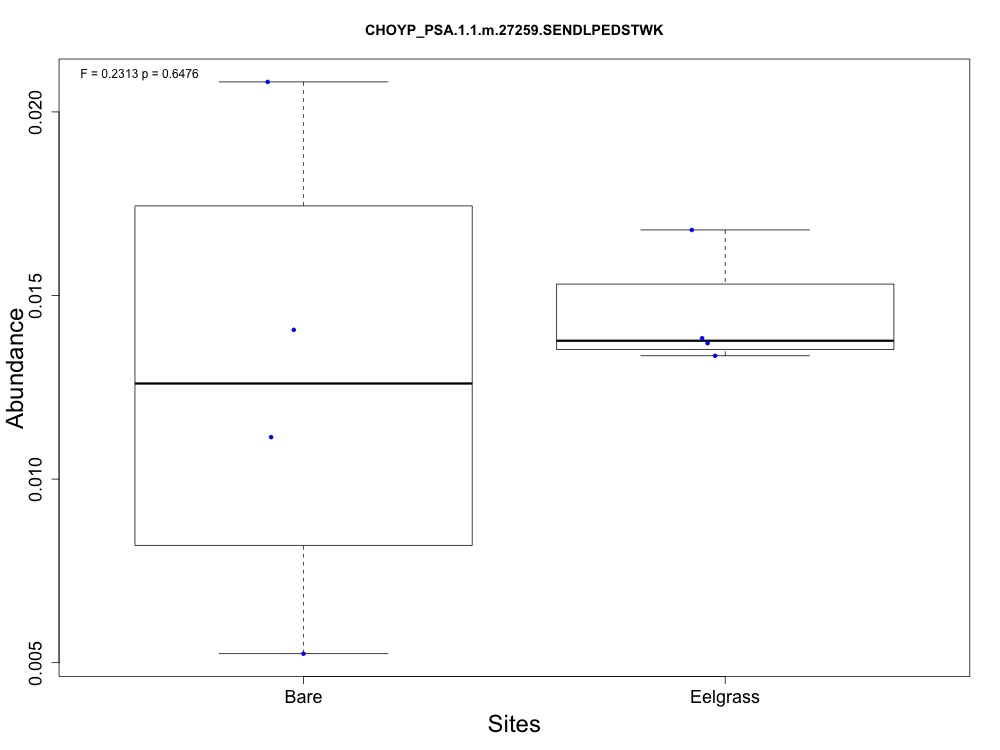 CHOYP_PSA.1.1.m.27259.SENDLPEDSTWK
F = 0.2313 p = 0.6476
0.020
0.015
0.010
0.005
Abundance
Bare
Eelgrass
Sites